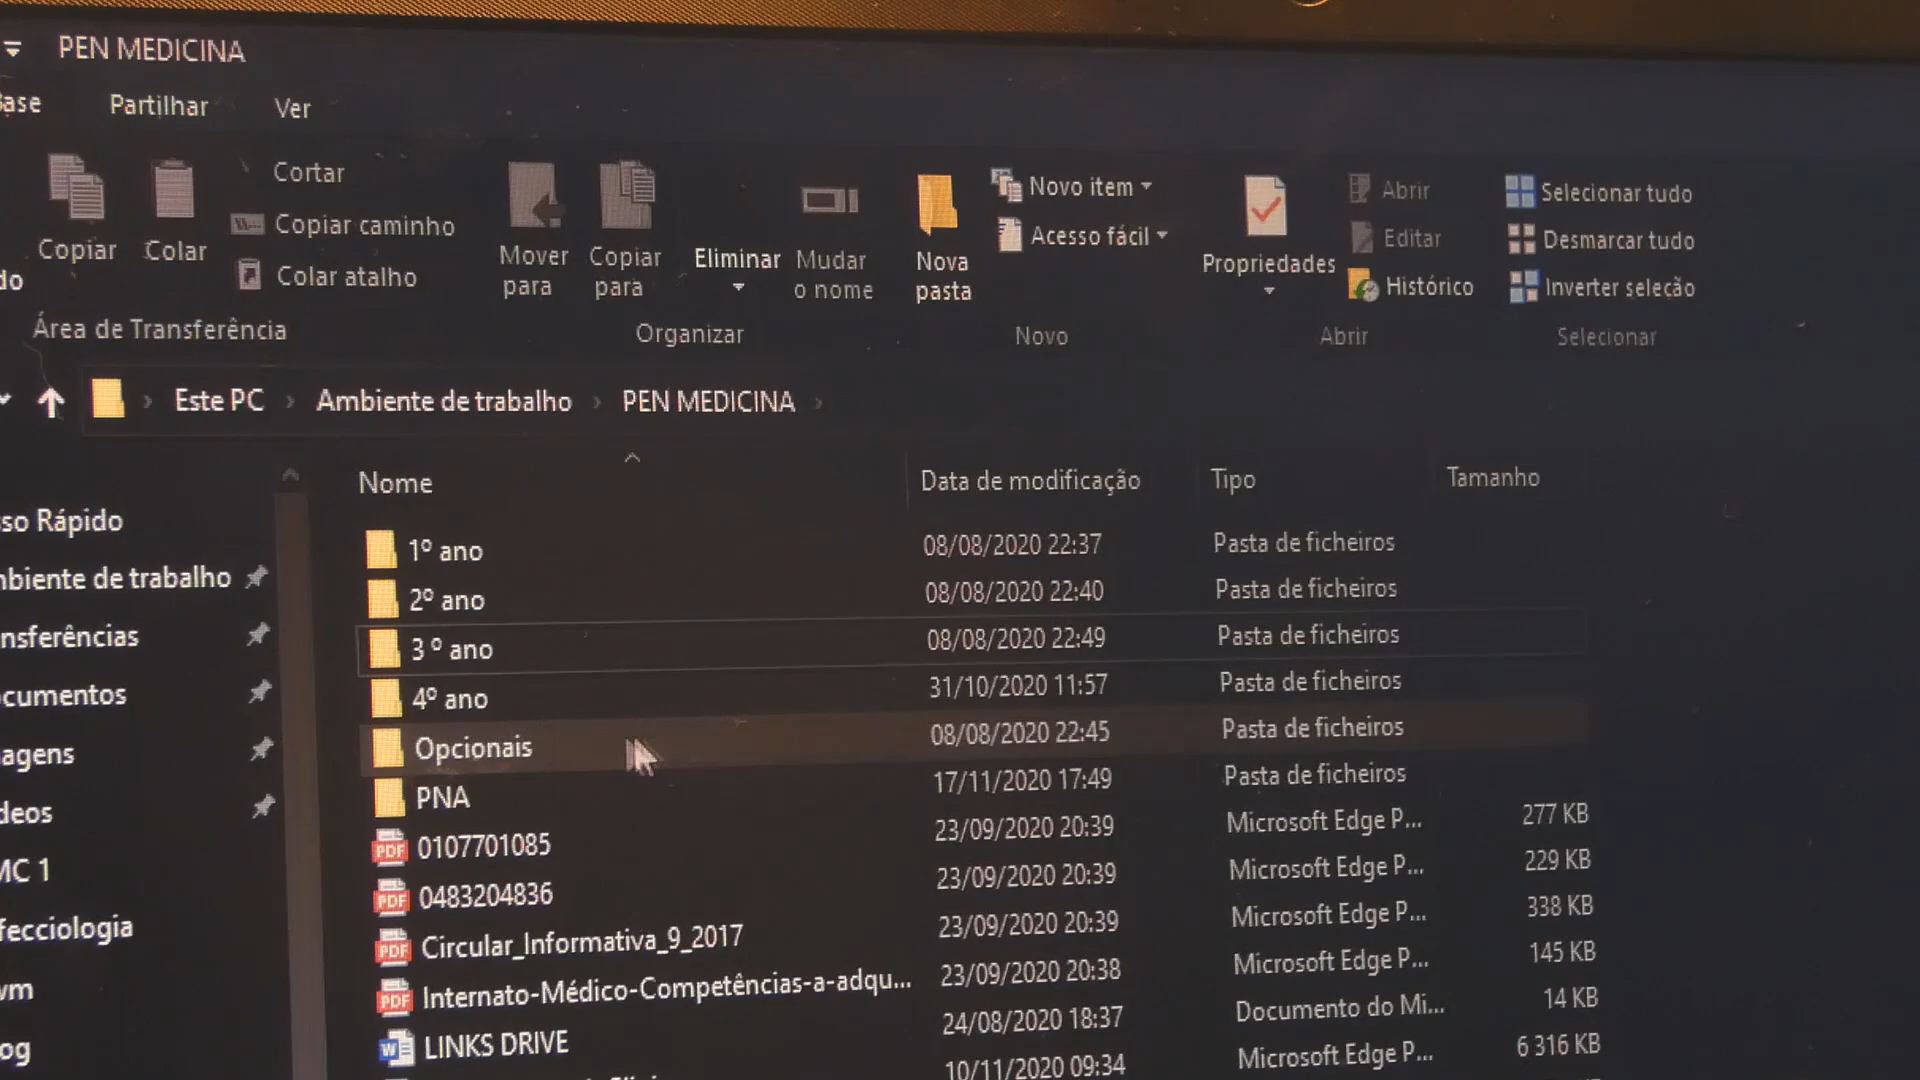 PEN MEDICINA
Base Partilhar Ver
Copiar Colar Cortar
Copiar caminho
Colar atalho
Mover para
Copiar para
Eliminar
Mudar o nome
Nova pasta
Novo item
Acesso fácil
Propriedades
Abrir
Editar
Histórico
Selecionar tudo
Desmarcar tudo
Inverter seleção
Área de Transferência Organizar Novo Abrir Selecionar
Este PC › Ambiente de trabalho › PEN MEDICINA ›
Nome Data de modificação Tipo Tamanho
so Rápido
mbiente de trabalho
nsferências
cumentos
agens
deos
MC 1
fecciologia
wm
og
1º ano 08/08/2020 22:37 Pasta de ficheiros
2º ano 08/08/2020 22:40 Pasta de ficheiros
3 º ano 08/08/2020 22:49 Pasta de ficheiros
4º ano 31/10/2020 11:57 Pasta de ficheiros
Opcionais 08/08/2020 22:45 Pasta de ficheiros
PNA 17/11/2020 17:49 Pasta de ficheiros
0107701085 23/09/2020 20:39 Microsoft Edge P... 277 KB
0483204836 23/09/2020 20:39 Microsoft Edge P... 229 KB
Circular_Informativa_9_2017 23/09/2020 20:39 Microsoft Edge P... 338 KB
Internato-Médico-Competências-a-adqu... 23/09/2020 20:38 Microsoft Edge P... 145 KB
LINKS DRIVE 24/08/2020 18:37 Documento do Mi... 14 KB
10/11/2020 09:34 Microsoft Edge P... 6 316 KB